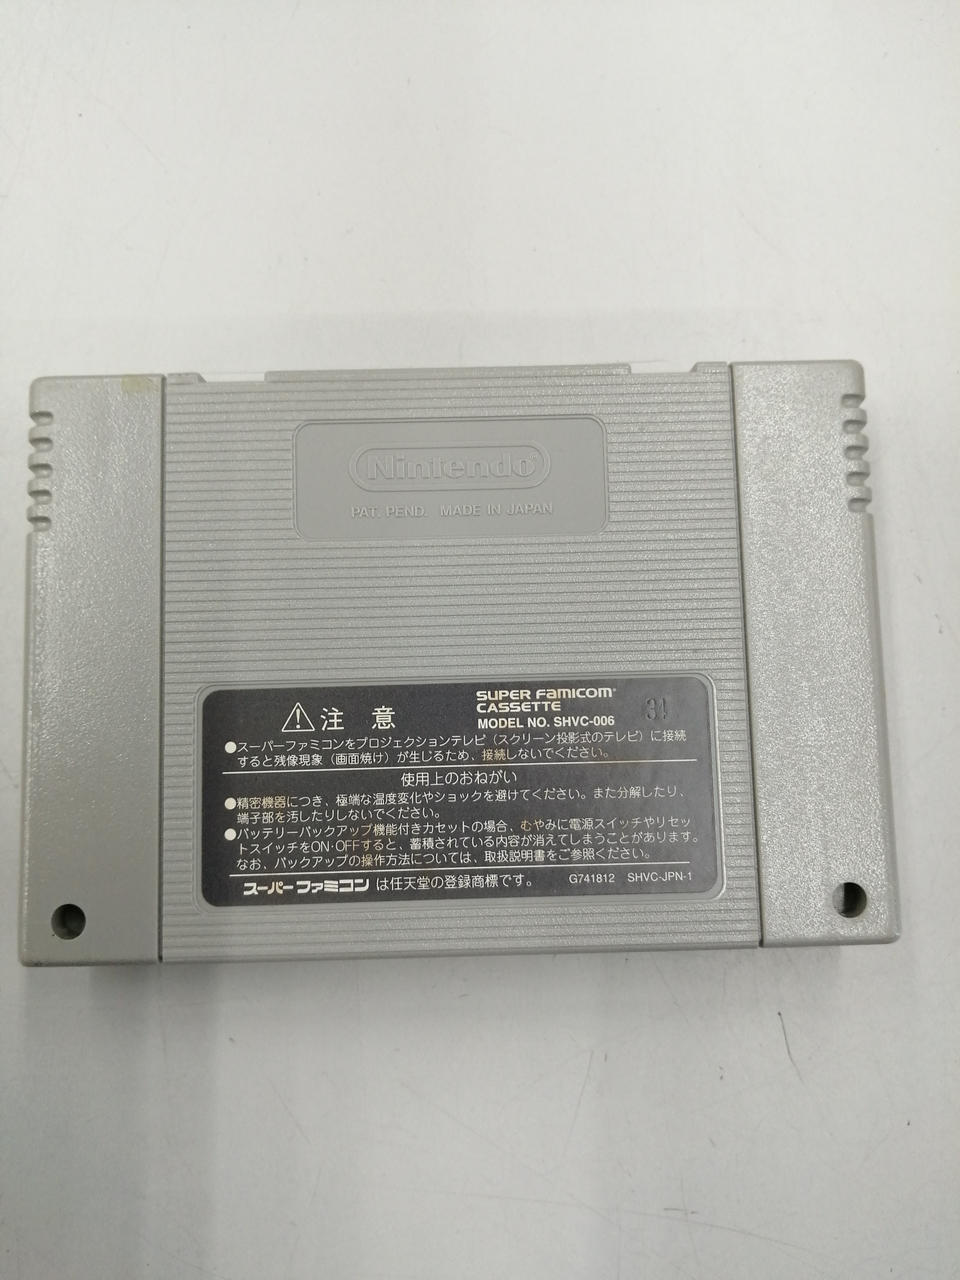 Nintendo®
PAT. PEND. MADE IN JAPAN
注意
SUPER FAMICOM®
CASSETTE
MODEL NO. SHVC-006
31
●スーパーファミコンをプロジェクションテレビ(スクリーン投影式のテレビ)に接続
すると残像現象(画面焼け)が生じるため、接続しないでください。
使用上のおねがい
●精密機器につき、極端な温度変化やショックを避けてください。また分解したり、
端子部を汚したりしないでください。
●バッテリーバックアップ機能付きカセットの場合、むやみに電源スイッチやリセッ
トスイッチをON・OFFすると、蓄積されている内容が消えてしまうことがあります。
なお、バックアップの操作方法については、取扱説明書をご参照ください。
スーパーファミコンは任天堂の登録商標です。 G741812 SHVC-JPN-1